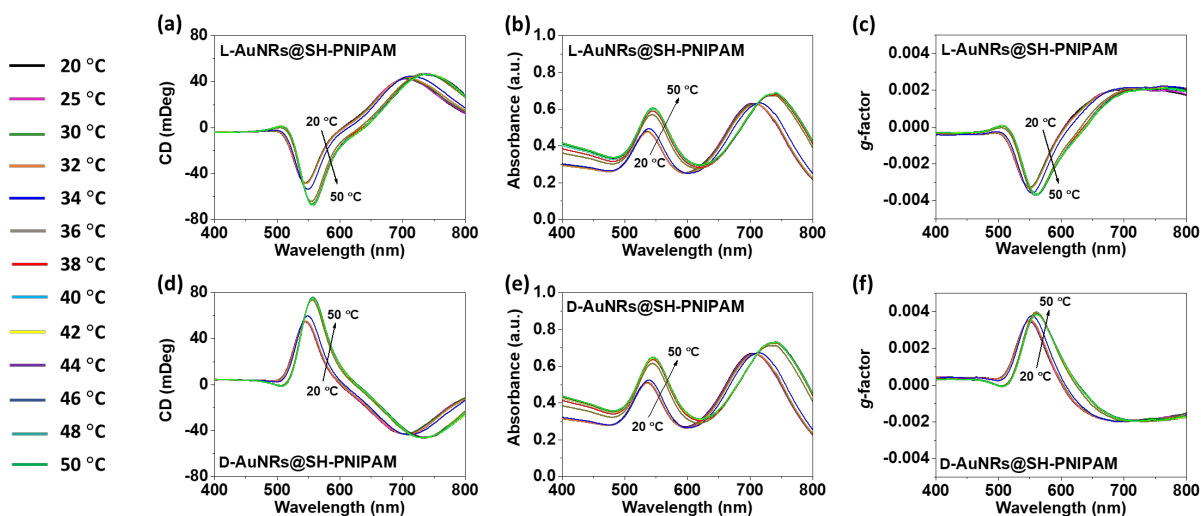 20 °C
25 °C
30 °C
32 °C
34 °C
36 °C
38 °C
40 °C
42 °C
44 °C
46 °C
48 °C
50 °C
(a)
L-AuNRs@SH-PNIPAM
CD (mDeg)
80
40
0
-40
-80
20 °C
50 °C
400 500 600 700 800
Wavelength (nm)
(b)
L-AuNRs@SH-PNIPAM
Absorbance (a.u.)
1.0
0.8
0.6
0.4
0.2
0.0
50 °C
20 °C
400 500 600 700 800
Wavelength (nm)
(c)
L-AuNRs@SH-PNIPAM
g-factor
0.004
0.002
0.000
-0.002
-0.004
20 °C
50 °C
400 500 600 700 800
Wavelength (nm)
(d)
CD (mDeg)
80
40
0
-40
-80
50 °C
20 °C
D-AuNRs@SH-PNIPAM
400 500 600 700 800
Wavelength (nm)
(e)
D-AuNRs@SH-PNIPAM
Absorbance (a.u.)
1.0
0.8
0.6
0.4
0.2
0.0
50 °C
20 °C
400 500 600 700 800
Wavelength (nm)
(f)
g-factor
0.004
0.002
0.000
-0.002
-0.004
50 °C
20 °C
D-AuNRs@SH-PNIPAM
400 500 600 700 800
Wavelength (nm)